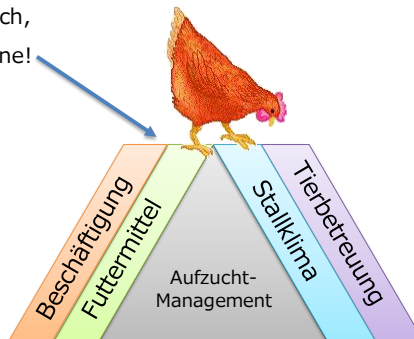 ch,
ne!
Beschäftigung
Futtermittel
Aufzucht-
Management
Stallklima
Tierbetreuung